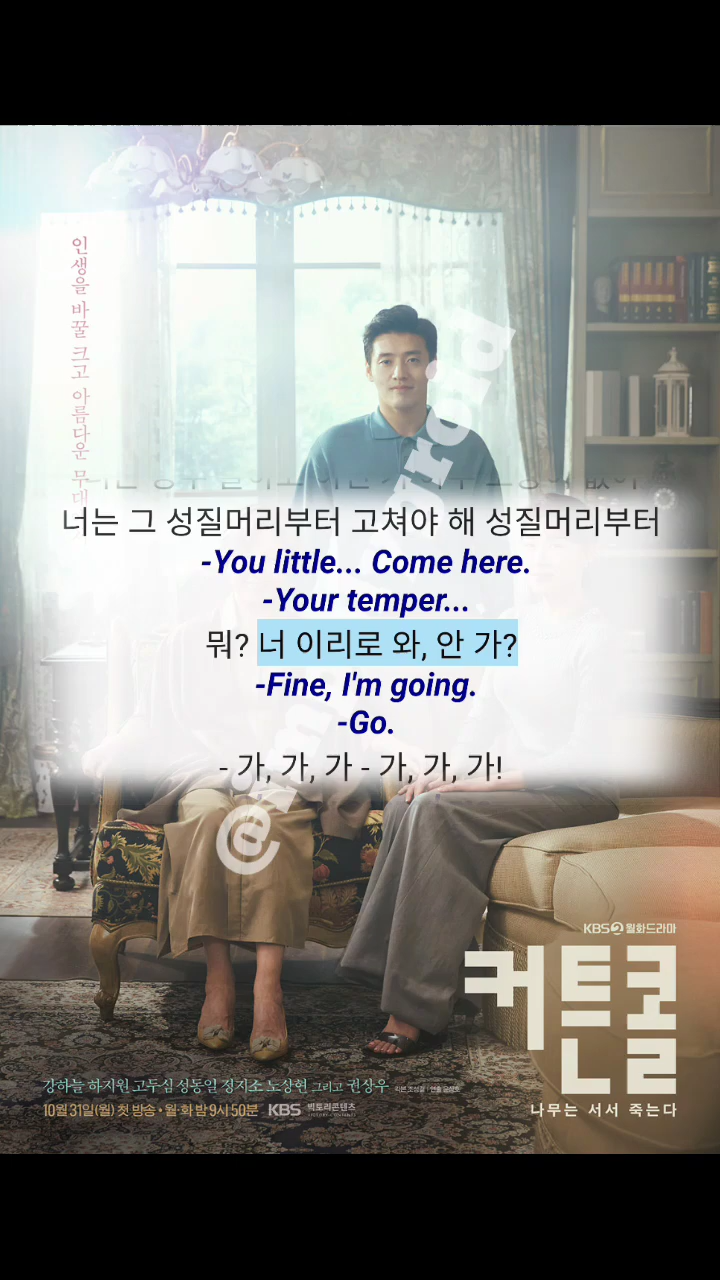 인생을 바꿀 크고 아름다운 무대
너는 그 성질머리부터 고쳐야 해 성질머리부터
-You little... Come here.
-Your temper...
뭐? 너 이리로 와, 안 가?
-Fine, I'm going.
-Go.
- 가, 가, 가 - 가, 가, 가!
KBS2 월화드라마
커튼콜
나무는 서서 죽는다
강하늘 하지원 고두심 성동일 정지소 노상현 그리고 권상우
10월 31일(월) 첫 방송 • 월·화 밤 9시 50분 KBS 빅토리콘텐츠